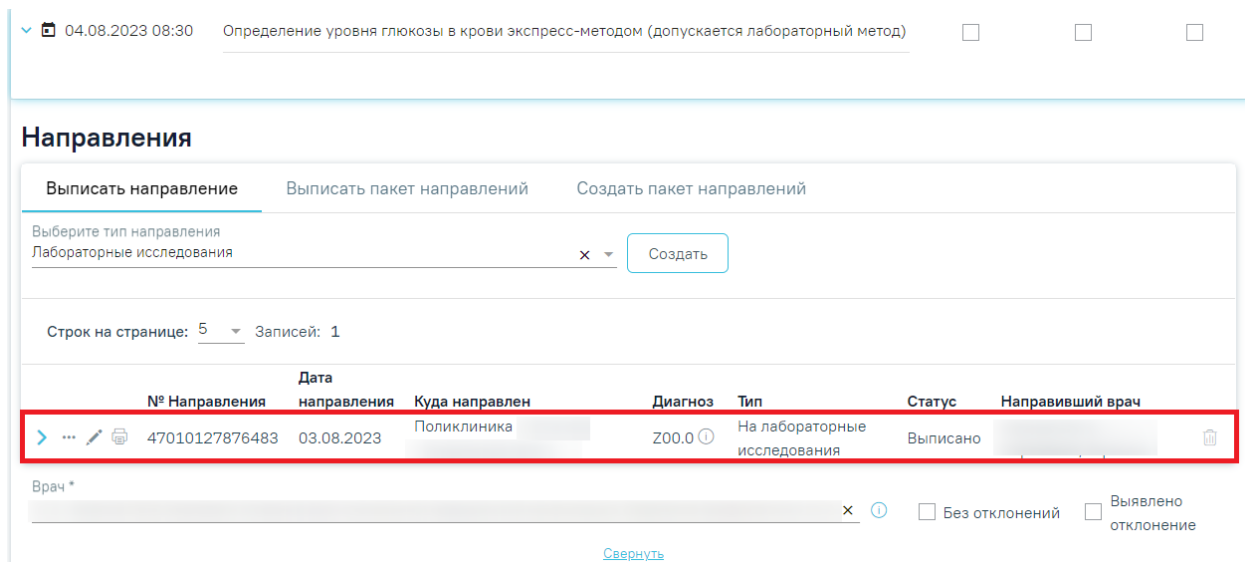 04.08.2023 08:30 Определение уровня глюкозы в крови экспресс-методом (допускается лабораторный метод)
Направления
Выписать направление Выписать пакет направлений Создать пакет направлений
Выберите тип направления
Лабораторные исследования
Создать
Строк на странице: 5 Записей: 1
Дата
№ Направления направления Куда направлен Диагноз Тип Статус Направивший врач
Поликлиника На лабораторные
47010127876483 03.08.2023 Z00.0 Выписано
исследования
Врач *
Без отклонений
Выявлено
отклонение
Свернуть